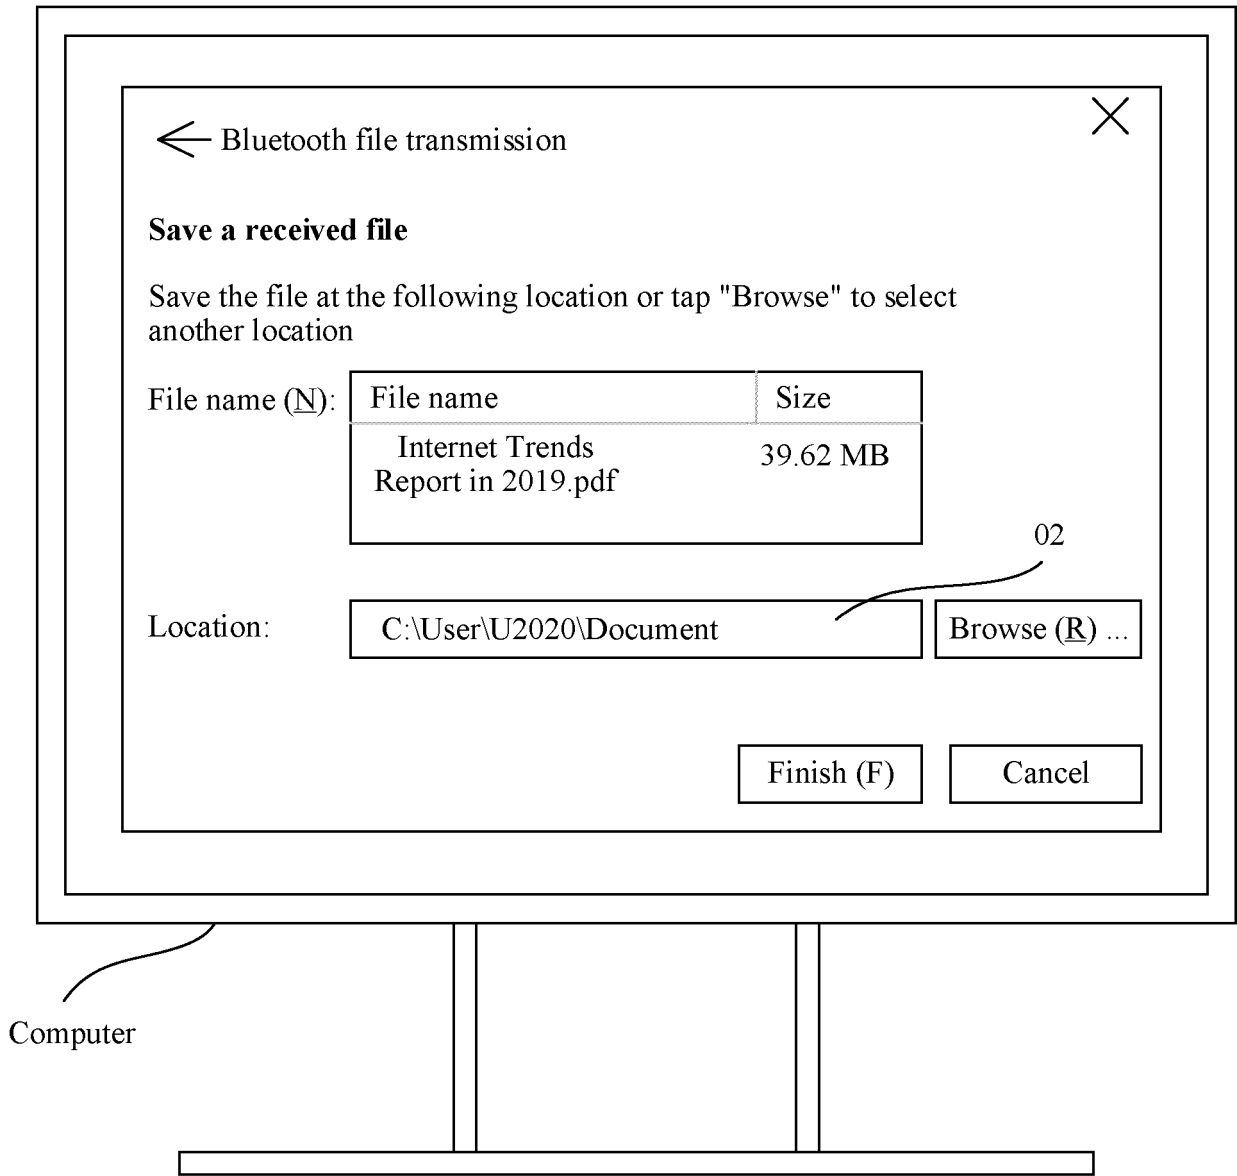 Bluetooth file transmission
Save a received file
Save the file at the following location or tap "Browse" to select
another location
File name (N):
File name
Size
Internet Trends
Report in 2019.pdf
39.62 MB
02
Location:
C:\User\U2020\Document
Browse (R) ...
Finish (F)
Cancel
Computer